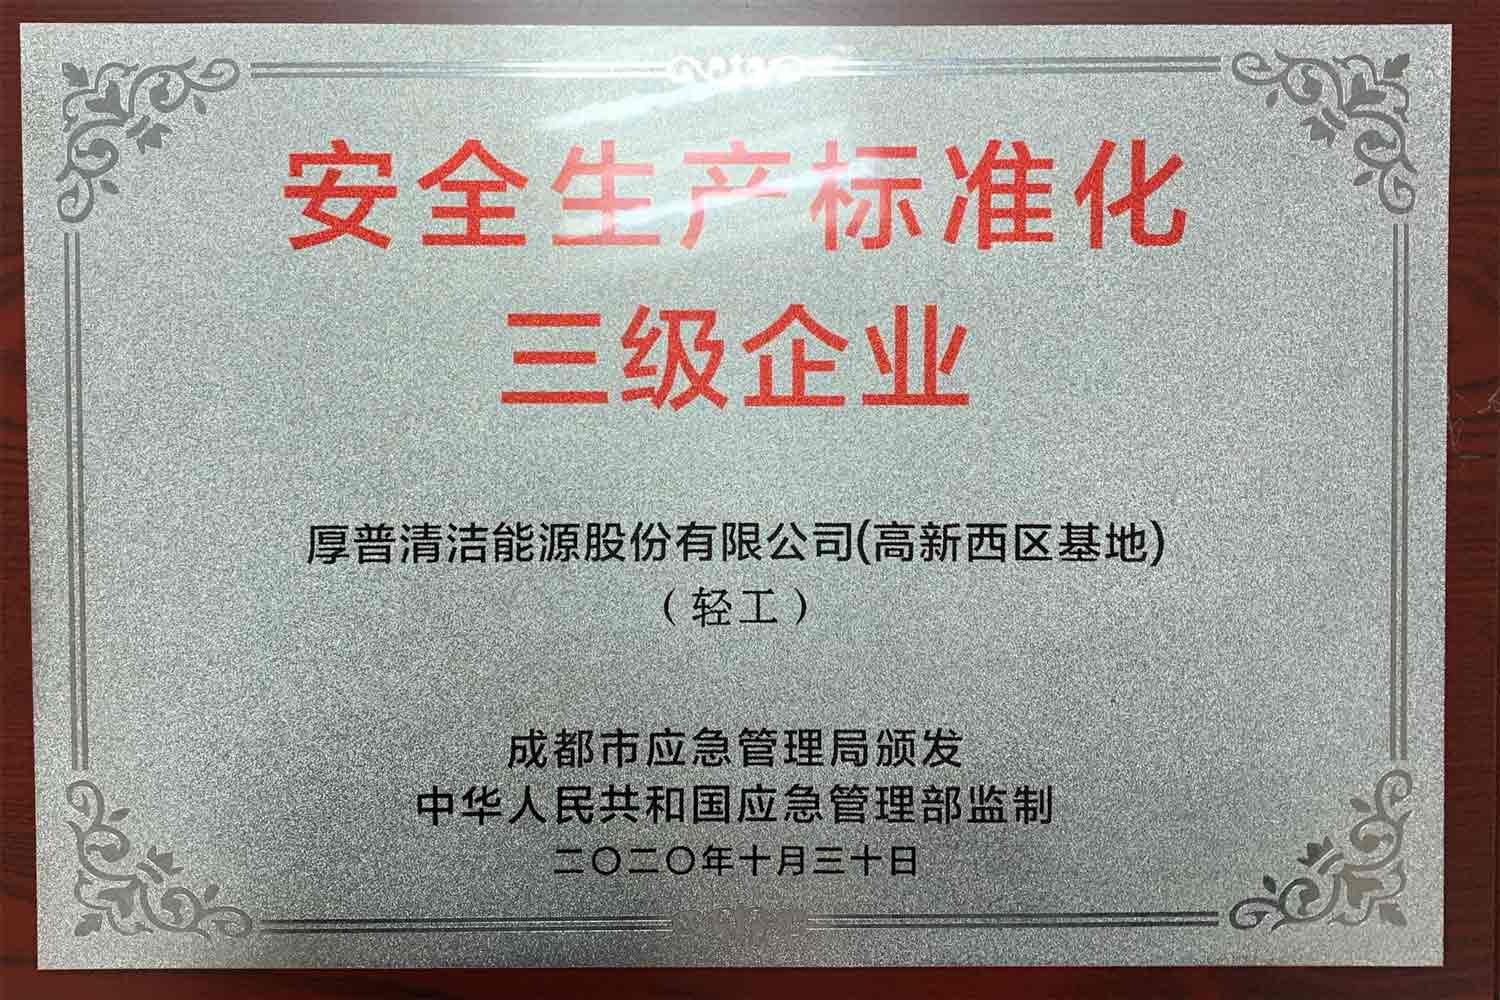 安全生产标准化
三级企业
厚普清洁能源股份有限公司(高新西区基地)
（轻工）
成都市应急管理局颁发
中华人民共和国应急管理部监制
二〇二〇年十月三十日